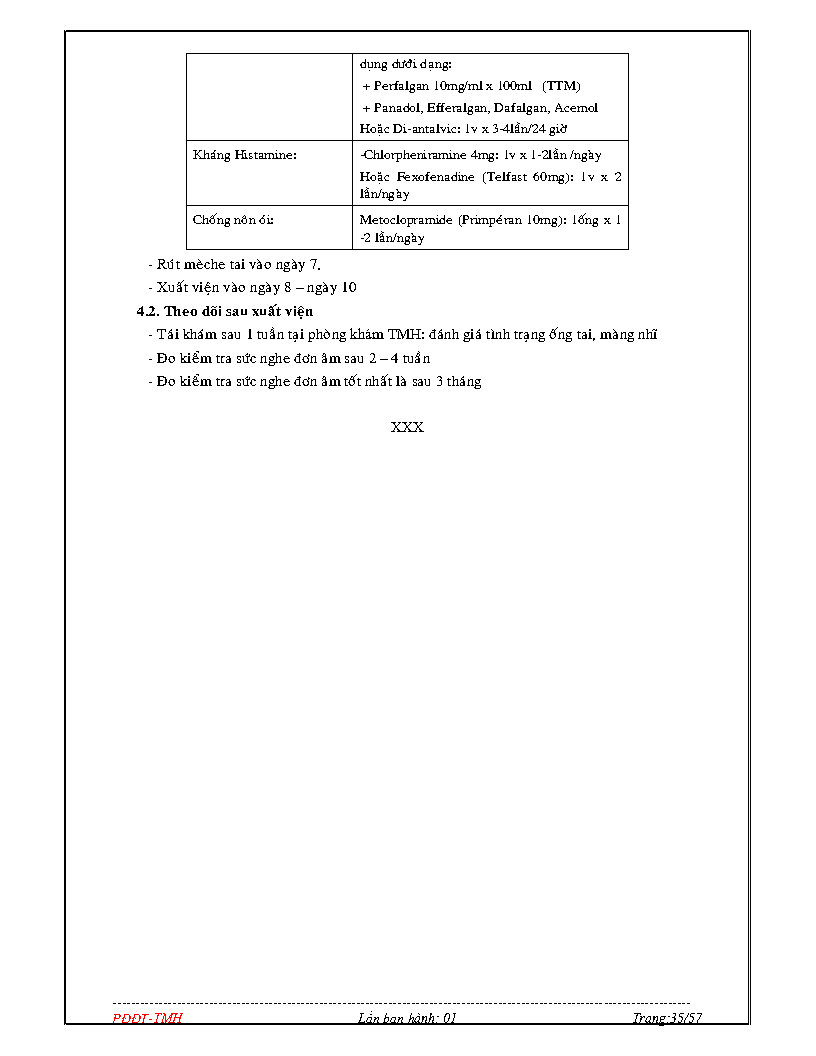 dụng dưới dạng:
+ Perfalgan 10mg/ml x 100ml (TTM)
+ Panadol, Efferalgan, Dafalgan, Acemol
Hoặc Di-antalvic: 1v x 3-4lần/24 giờ
Kháng Histamine:
-Chlorpheniramine 4mg: 1v x 1-2lần /ngày
Hoặc Fexofenadine (Telfast 60mg): 1v x 2
lần/ngày
Chống nôn ói:
Metoclopramide (Primpéran 10mg): 1ống x 1
-2 lần/ngày
- Rút mèche tai vào ngày 7.
- Xuất viện vào ngày 8 – ngày 10
4.2. Theo dõi sau xuất viện
- Tái khám sau 1 tuần tại phòng khám TMH: đánh giá tình trạng ống tai, màng nhĩ
- Đo kiểm tra sức nghe đơn âm sau 2 – 4 tuần
- Đo kiểm tra sức nghe đơn âm tốt nhất là sau 3 tháng
XXX
PĐĐT-TMH Lần ban hành: 01 Trang:35/57